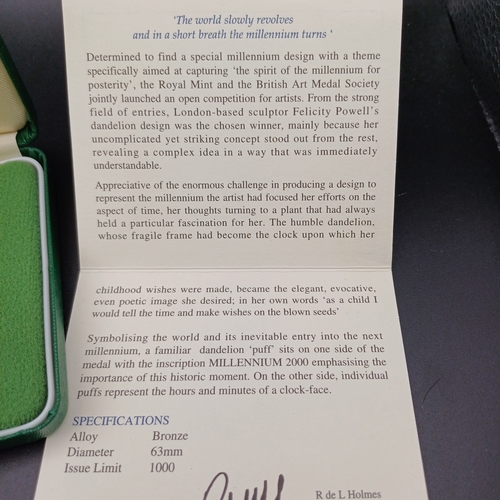 'The world slowly revolves
and in a short breath the millennium turns '
Determined to find a special millennium design with a theme
specifically aimed at capturing 'the spirit of the millennium for
posterity', the Royal Mint and the British Art Medal Society
jointly launched an open competition for artists. From the strong
field of entries, London-based sculptor Felicity Powell's
dandelion design was the chosen winner, mainly because her
uncomplicated yet striking concept stood out from the rest,
revealing a complex idea in a way that was immediately
understandable.
Appreciative of the enormous challenge in producing a design to
represent the millennium the artist had focused her efforts on the
aspect of time, her thoughts turning to a plant that had always
held a particular fascination for her. The humble dandelion,
whose fragile frame had become the clock upon which her
childhood wishes were made, became the elegant, evocative,
even poetic image she desired; in her own words 'as a child I
would tell the time and make wishes on the blown seeds'
Symbolising the world and its inevitable entry into the next
millennium, a familiar dandelion 'puff' sits on one side of the
medal with the inscription MILLENNIUM 2000 emphasising the
importance of this historic moment. On the other side, individual
puffs represent the hours and minutes of a clock-face.
SPECIFICATIONS
Alloy Bronze
Diameter 63mm
Issue Limit 1000
R de L Holmes